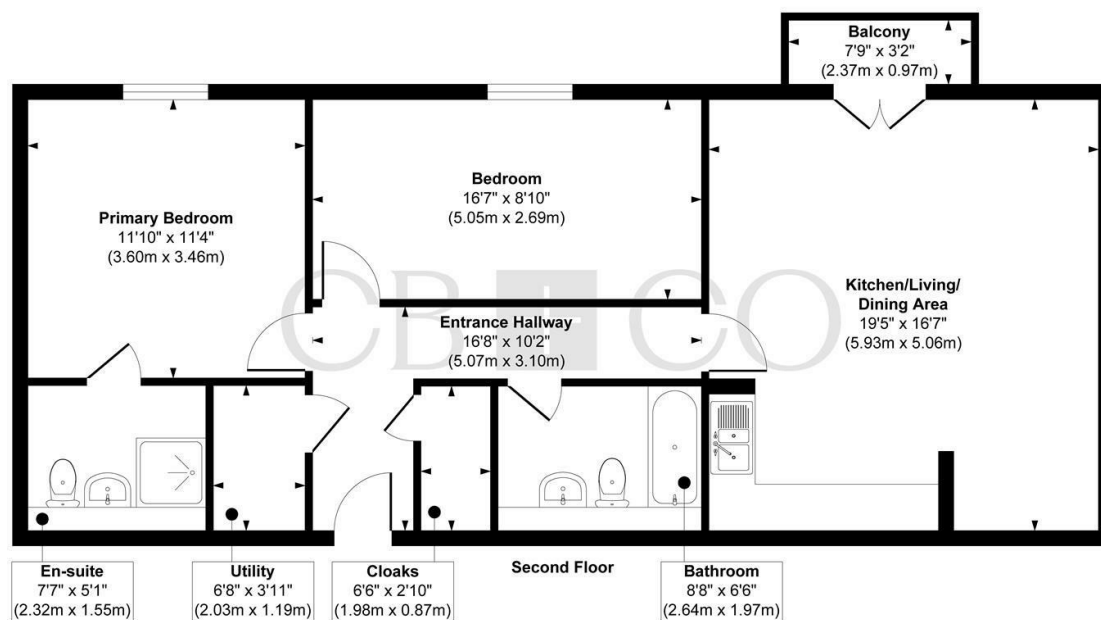 Balcony
7'9" x 3'2"
(2.37m x 0.97m)
Bedroom
16'7" x 8'10"
(5.05m x 2.69m)
Primary Bedroom
11'10" x 11'4"
(3.60m x 3.46m)
Kitchen/Living/
Dining Area
19'5" x 16'7"
(5.93m x 5.06m)
CB+CO
Entrance Hallway
16'8" x 10'2"
(5.07m x 3.10m)
Second Floor
En-suite
7'7" x 5'1"
(2.32m x 1.55m)
Utility
6'8" x 3'11"
(2.03m x 1.19m)
Cloaks
6'6" x 2'10"
(1.98m x 0.87m)
Bathroom
8'8" x 6'6"
(2.64m x 1.97m)